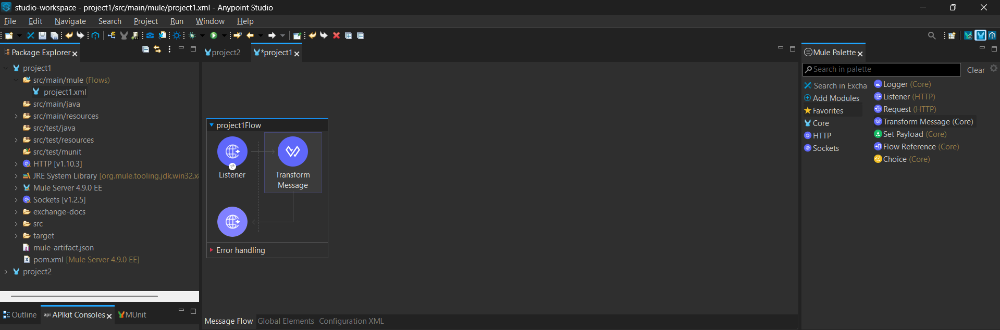 studio-workspace - project1/src/main/mule/project1.xml - Anypoint Studio
File Edit Navigate Search Project Run Window Help
Package Explorer
project1
src/main/mule (Flows)
project1.xml
src/main/java
src/main/resources
src/test/java
src/test/resources
src/test/munit
HTTP [v1.10.3]
JRE System Library [org.mule.tooling.jdk.win32.x
Mule Server 4.9.0 EE
Sockets [v1.2.5]
exchange-docs
src
target
mule-artifact.json
pom.xml [Mule Server 4.9.0 EE]
project2
Outline
api APIkit Consoles
MUnit
project2
*project1
project1Flow
Listener
Transform
Message
Error handling
Message Flow Global Elements Configuration XML
Mule Palette
Search in palette
Clear
Search in Excha
Add Modules
Favorites
Core
HTTP
Sockets
Logger (Core)
Listener (HTTP)
Request (HTTP)
Transform Message (Core)
Set Payload (Core)
Flow Reference (Core)
Choice (Core)